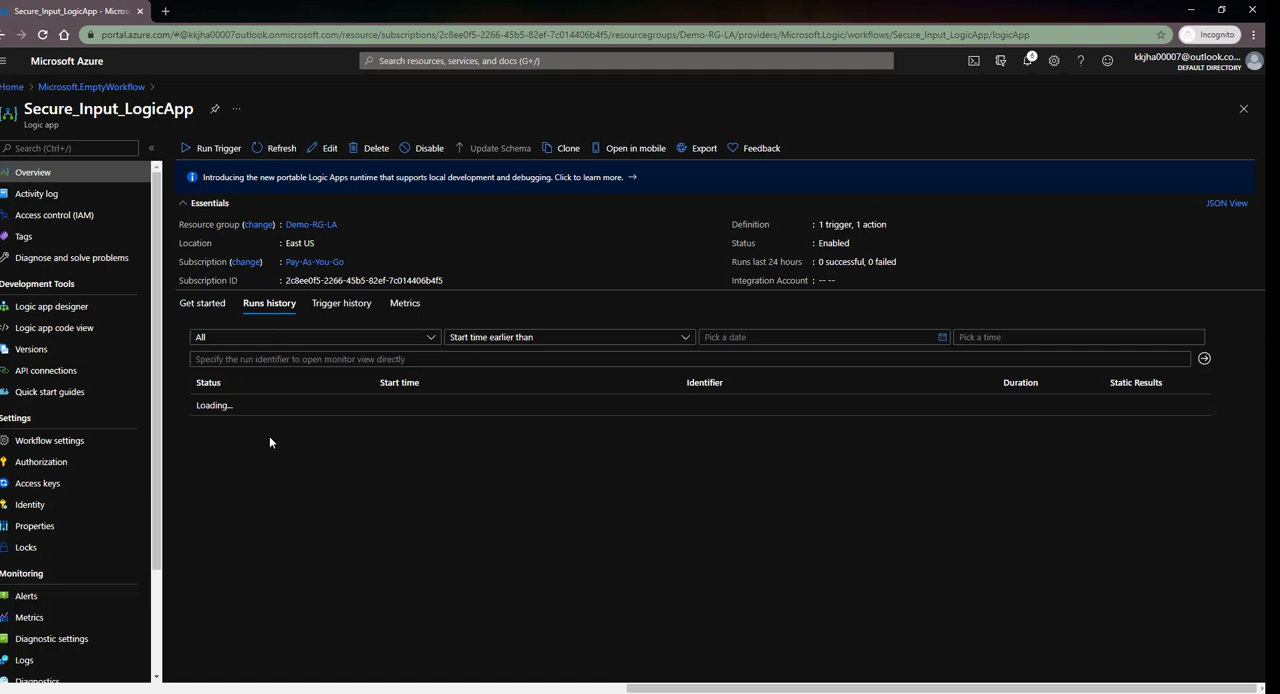 Secure_Input_LogicApp - Micros
portal.azure.com/#@kkjha00007outlook.onmicrosoft.com/resource/subscriptions/2c8ee0f5-2266-45b5-82ef-7c014406b4f5/resourcegroups/Demo-RG-LA/providers/Microsoft.Logic/workflows/Secure_Input_LogicApp/logicApp
Incognito
Microsoft Azure
Search resources, services, and docs (G+/)
6
kkjha00007@outlook.co...
DEFAULT DIRECTORY
Home > Microsoft.EmptyWorkflow >
Secure_Input_LogicApp
Logic app
Search (Ctrl+/)
Run Trigger Refresh Edit Delete Disable Update Schema Clone Open in mobile Export Feedback
Overview
Activity log
Access control (IAM)
Tags
Diagnose and solve problems
Development Tools
Logic app designer
Logic app code view
Versions
API connections
Quick start guides
Settings
Workflow settings
Authorization
Access keys
Identity
Properties
Locks
Monitoring
Alerts
Metrics
Diagnostic settings
Logs
Diagnostics
Introducing the new portable Logic Apps runtime that supports local development and debugging. Click to learn more. →
Essentials
JSON View
Resource group (change) : Demo-RG-LA
Location : East US
Subscription (change) : Pay-As-You-Go
Subscription ID : 2c8ee0f5-2266-45b5-82ef-7c014406b4f5
Definition : 1 trigger, 1 action
Status : Enabled
Runs last 24 hours : 0 successful, 0 failed
Integration Account : -- --
Get started Runs history Trigger history Metrics
All Start time earlier than Pick a date Pick a time
Specify the run identifier to open monitor view directly
Status Start time Identifier Duration Static Results
Loading...